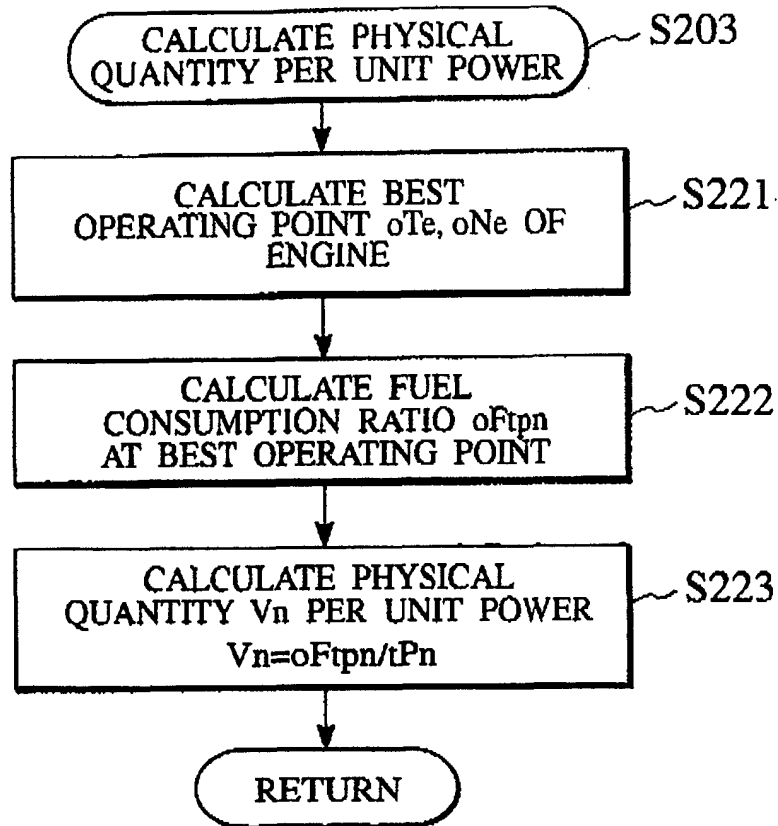 CALCULATE PHYSICAL
QUANTITY PER UNIT POWER
S203
CALCULATE BEST
OPERATING POINT oTe, oNe OF
ENGINE
S221
CALCULATE FUEL
CONSUMPTION RATIO oFtpn
AT BEST OPERATING POINT
S222
CALCULATE PHYSICAL
QUANTITY Vn PER UNIT POWER
Vn=oFtpn/tPn
S223
RETURN